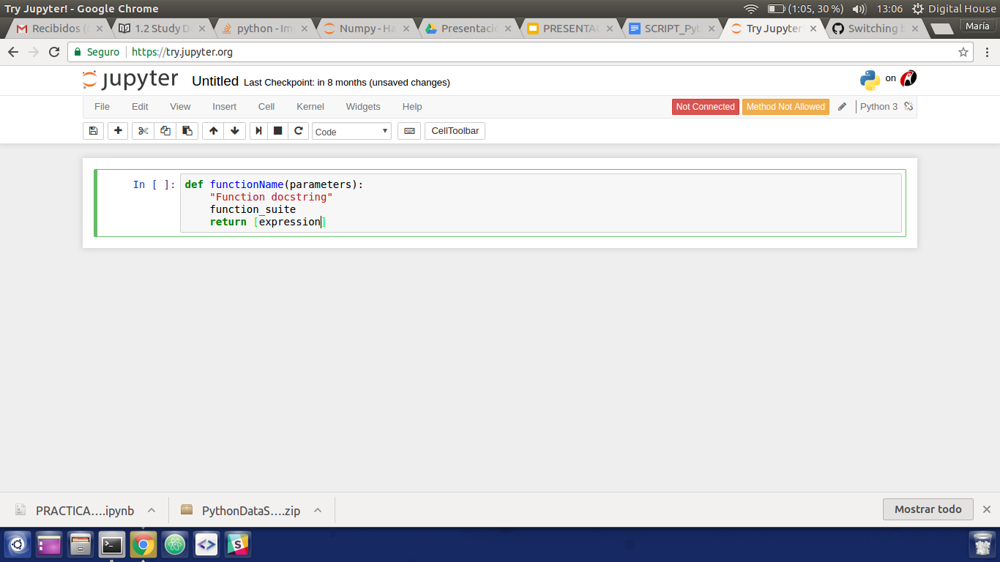 Try Jupyter! - Google Chrome
(1:05, 30 %)
13:06
Digital House
Recibidos (
1.2 Study D
python - Im
Numpy - Ha
Presentació
PRESENTAC
SCRIPT_Pyt
Try Jupyter
Switching b
María
Seguro
https://try.jupyter.org
jupyter
Untitled Last Checkpoint: in 8 months (unsaved changes)
on
File Edit View Insert Cell Kernel Widgets Help
Not Connected
Method Not Allowed
Python 3
Code
CellToolbar
In [ ]:
def functionName(parameters):
    "Function docstring"
    function_suite
    return [expression]
PRACTICA....ipynb
PythonDataS....zip
Mostrar todo